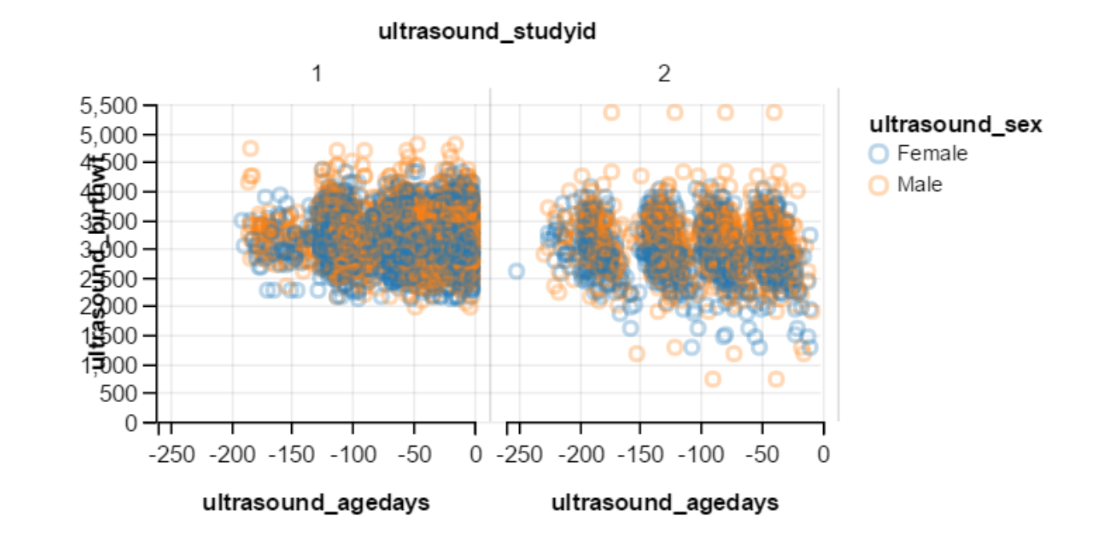 ultrasound_studyid
1 2
5,500
5,000
4,500
4,000
3,500
3,000
2,500
2,000
1,500
1,000
500
0
ultrasound_birthwt
-250 -200 -150 -100 -50 0 -250 -200 -150 -100 -50 0
ultrasound_agedays ultrasound_agedays
ultrasound_sex
Female
Male